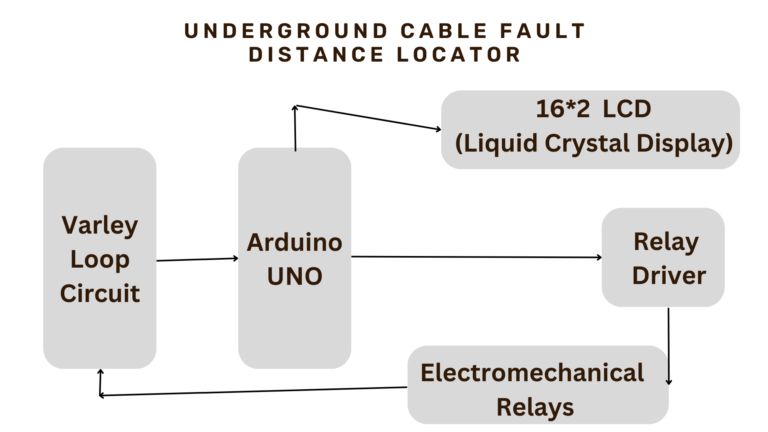 UNDERGROUND CABLE FAULT
DISTANCE LOCATOR
16*2 LCD
(Liquid Crystal Display)
Varley
Loop
Circuit
Arduino
UNO
Relay
Driver
Electromechanical
Relays